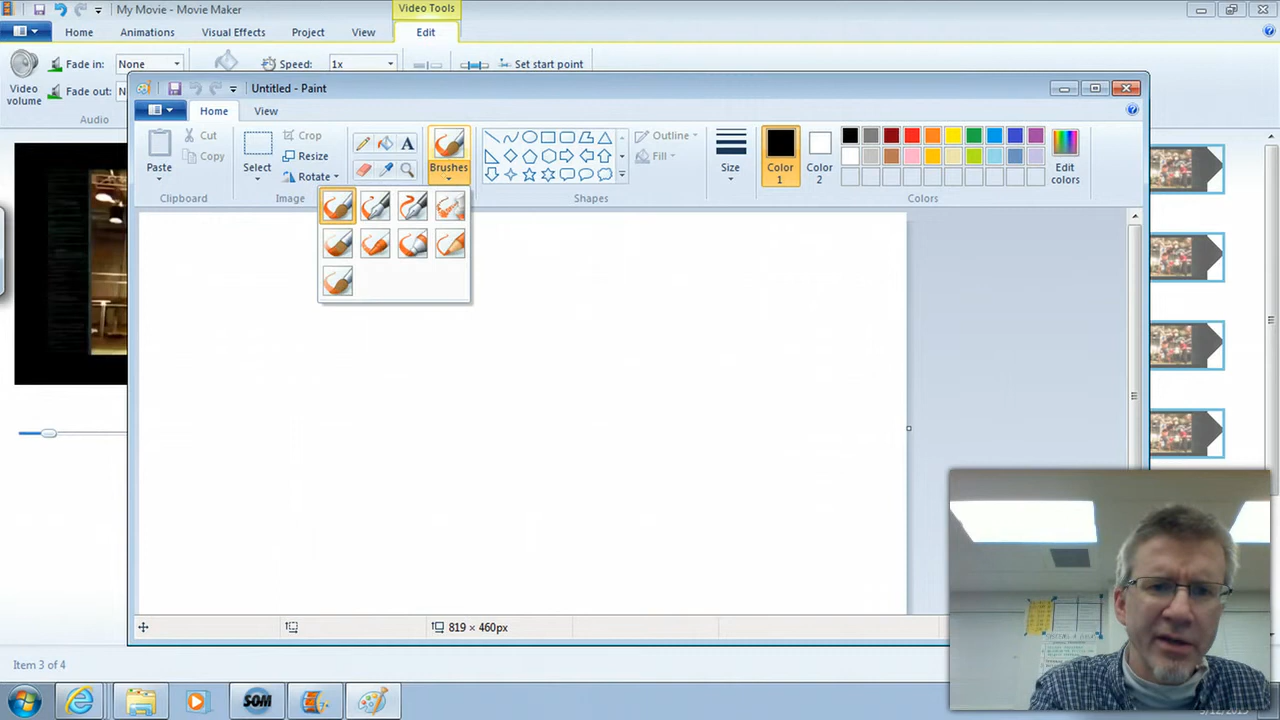 My Movie - Movie Maker
Video Tools
Home
Animations
Visual Effects
Project
View
Edit
Video volume
Fade in:
None
Fade out:
N
Speed:
1x
Set start point
Audio
Untitled - Paint
Home
View
Paste
Cut
Copy
Clipboard
Select
Crop
Resize
Rotate
Image
A
Brushes
Outline
Fill
Shapes
Size
Color 1
Color 2
Edit colors
Colors
819 × 460px
Item 3 of 4
SOM